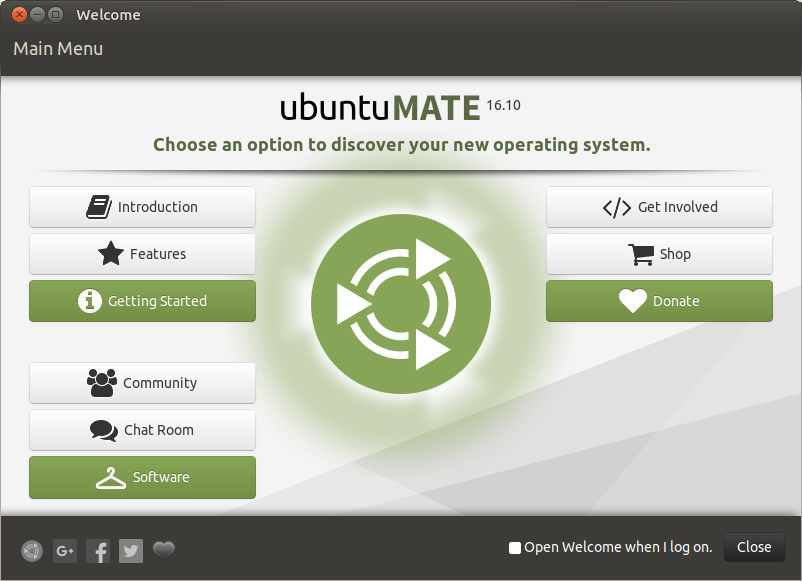 Welcome
Main Menu
ubuntuMATE 16.10
Choose an option to discover your new operating system.
Introduction
Features
Getting Started
Community
Chat Room
Software
Get Involved
Shop
Donate
G+
Open Welcome when I log on.
Close